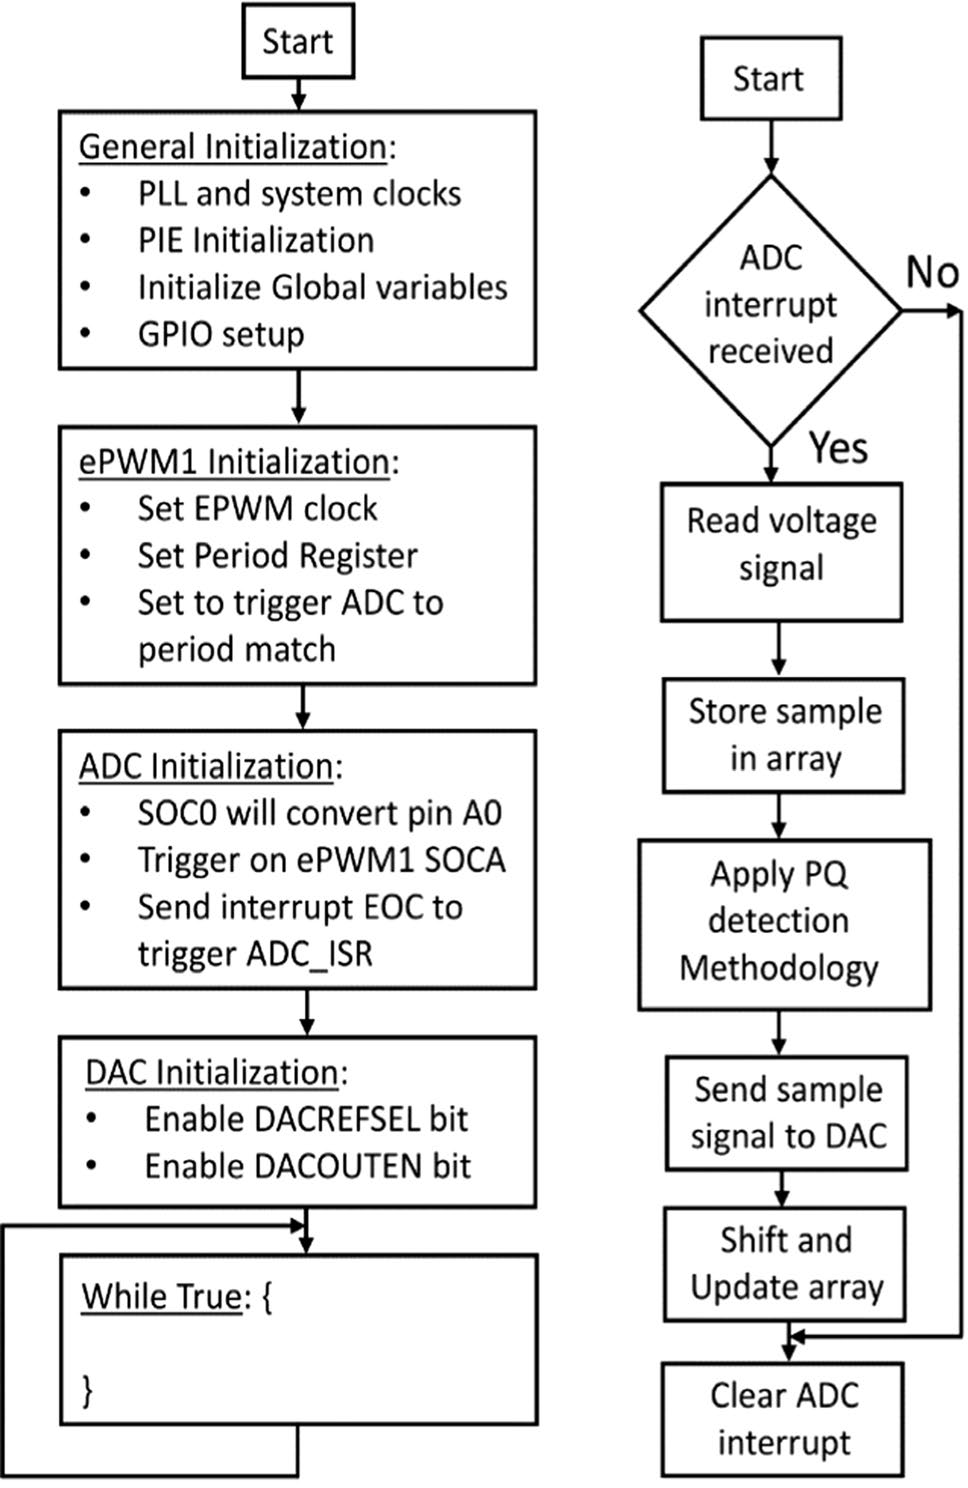 Start
General Initialization:
• PLL and system clocks
• PIE Initialization
• Initialize Global variables
• GPIO setup
ePWM1 Initialization:
• Set EPWM clock
• Set Period Register
• Set to trigger ADC to
period match
ADC Initialization:
• SOC0 will convert pin A0
• Trigger on ePWM1 SOCA
• Send interrupt EOC to
trigger ADC_ISR
DAC Initialization:
• Enable DACREFSEL bit
• Enable DACOUTEN bit
While True: {
}
Start
ADC
interrupt
received
No
Yes
Read voltage
signal
Store sample
in array
Apply PQ
detection
Methodology
Send sample
signal to DAC
Shift and
Update array
Clear ADC
interrupt